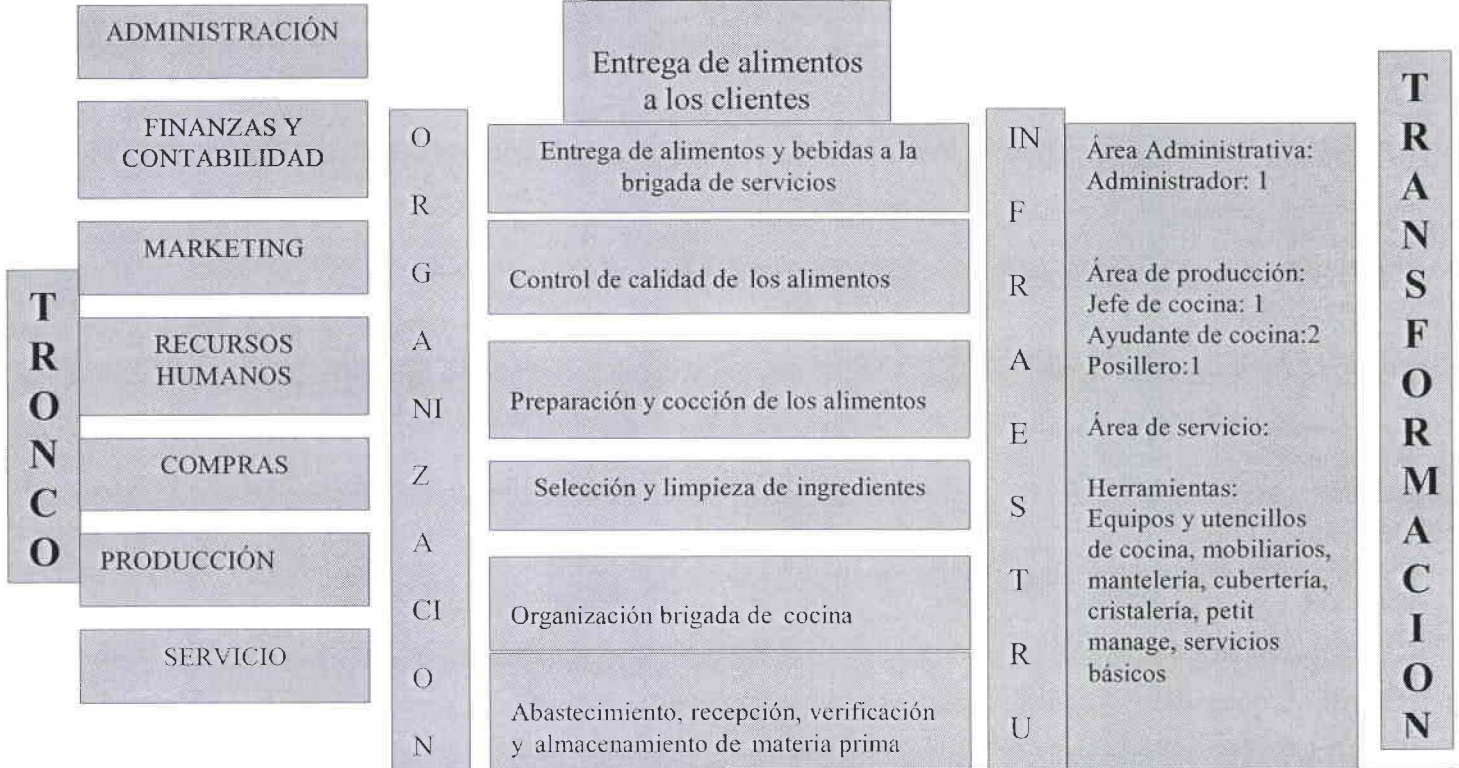 T
R
O
N
C
O
ADMINISTRACIÓN
FINANZAS Y
CONTABILIDAD
MARKETING
RECURSOS
HUMANOS
COMPRAS
PRODUCCIÓN
SERVICIO
O
R
G
A
NI
Z
A
CI
O
N
Entrega de alimentos
a los clientes
Entrega de alimentos y bebidas a la
brigada de servicios
Control de calidad de los alimentos
Preparación y cocción de los alimentos
Selección y limpieza de ingredientes
Organización brigada de cocina
Abastecimiento, recepción, verificación
y almacenamiento de materia prima
IN
F
R
A
E
S
T
R
U
Área Administrativa:
Administrador: 1
Área de producción:
Jefe de cocina: 1
Ayudante de cocina:2
Posillero:1
Área de servicio:
Herramientas:
Equipos y utencillos
de cocina, mobiliarios,
mantelería, cubertería,
cristalería, petit
manage, servicios
básicos
T
R
A
N
S
F
O
R
M
A
C
I
O
N